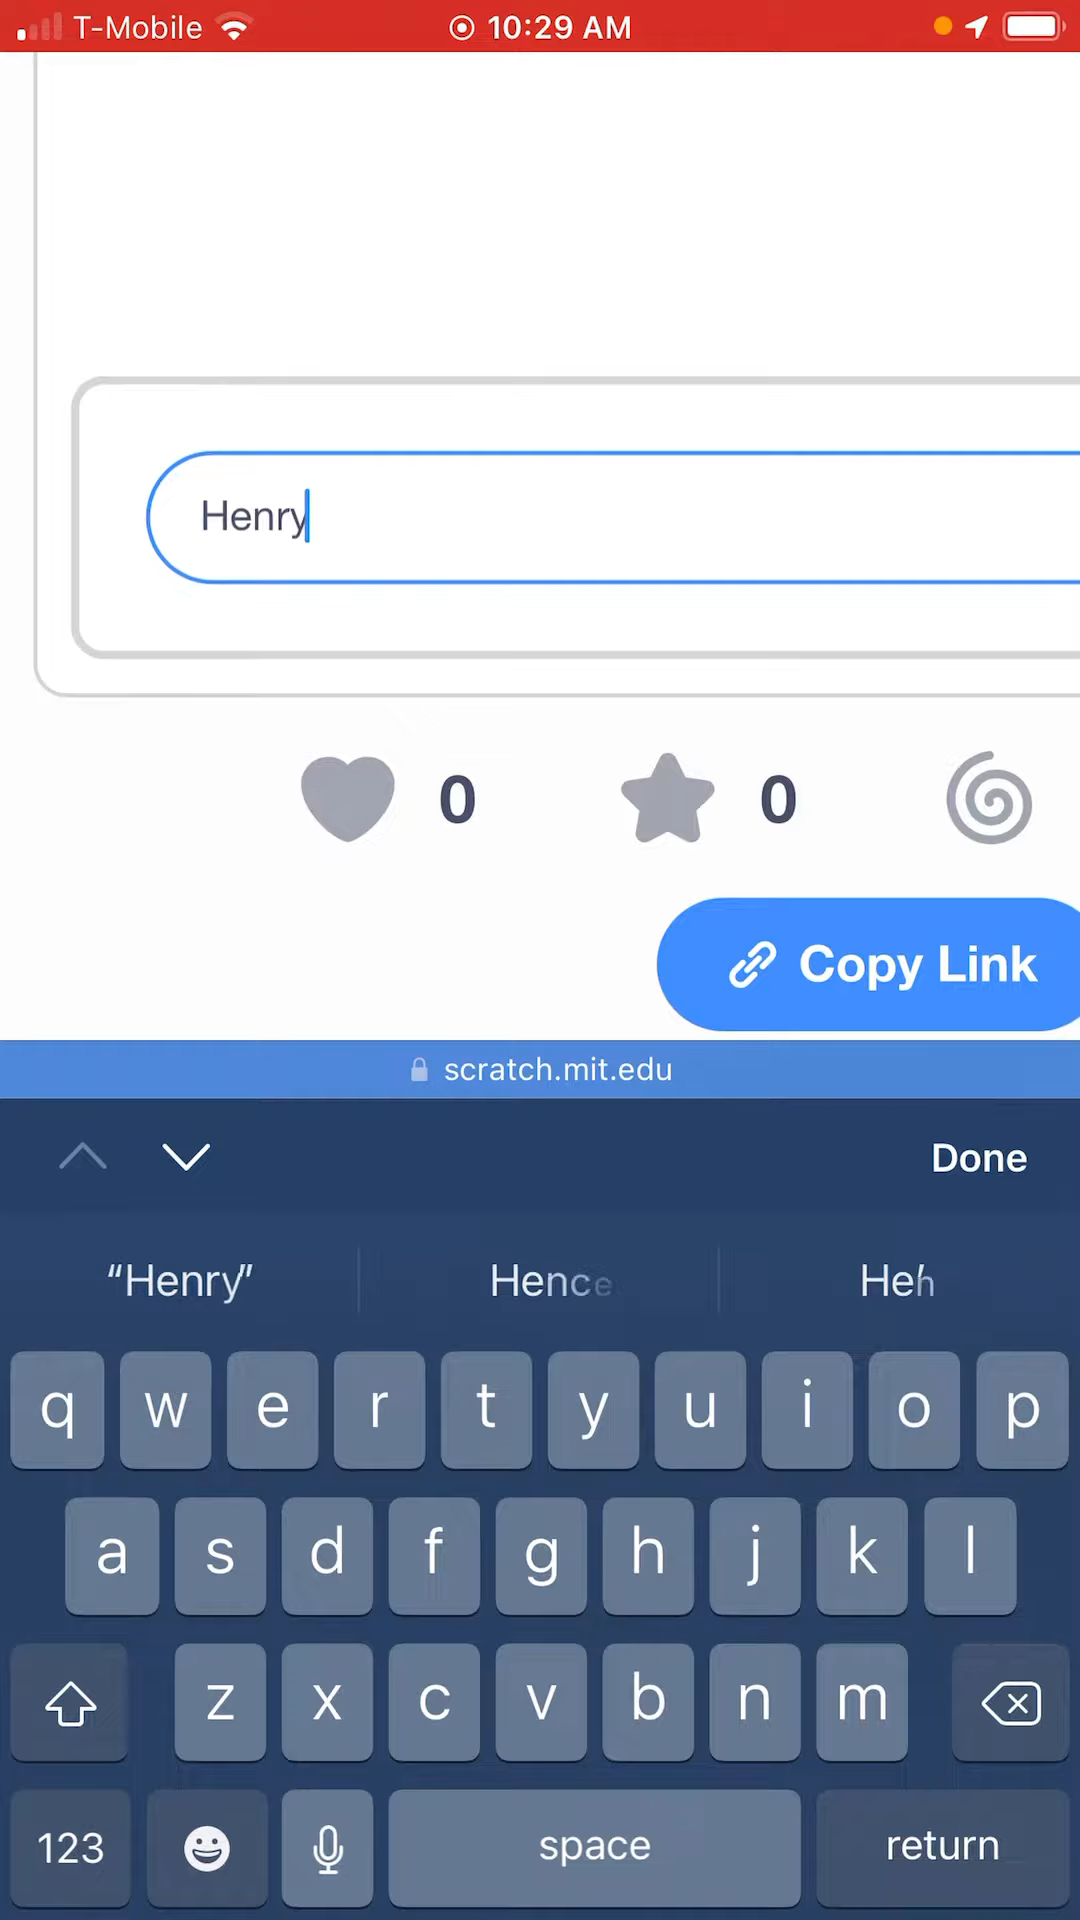 T-Mobile 10:29 AM
Henry
0 0
Copy Link
scratch.mit.edu
Done
“Henry” Hence Heh
q w e r t y u i o p
a s d f g h j k l
z x c v b n m
123 space return